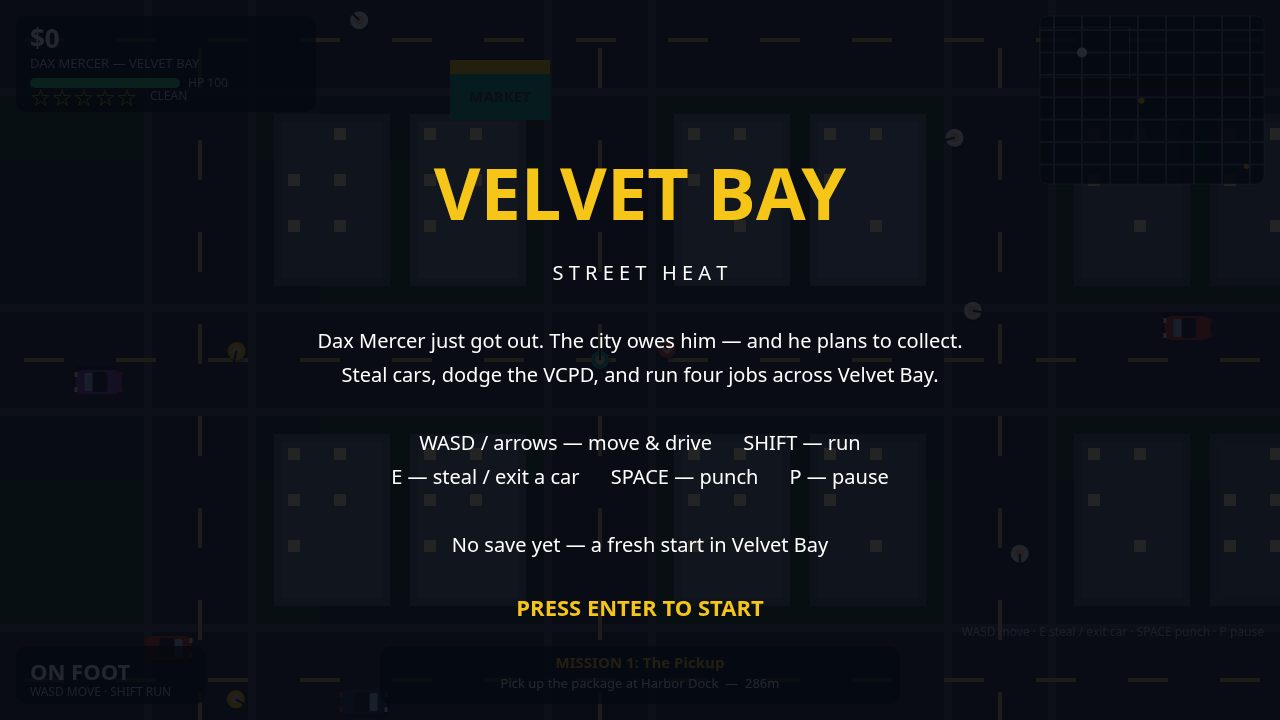 $0
DAX MERCER — VELVET BAY
HP 100
☆☆☆☆☆ CLEAN
MARKET
VELVET BAY
STREET HEAT
Dax Mercer just got out. The city owes him — and he plans to collect.
Steal cars, dodge the VCPD, and run four jobs across Velvet Bay.
WASD / arrows — move & drive SHIFT — run
E — steal / exit a car SPACE — punch P — pause
No save yet — a fresh start in Velvet Bay
PRESS ENTER TO START
WASD move · E steal / exit car · SPACE punch · P pause
ON FOOT
WASD MOVE · SHIFT RUN
MISSION 1: The Pickup
Pick up the package at Harbor Dock — 286m